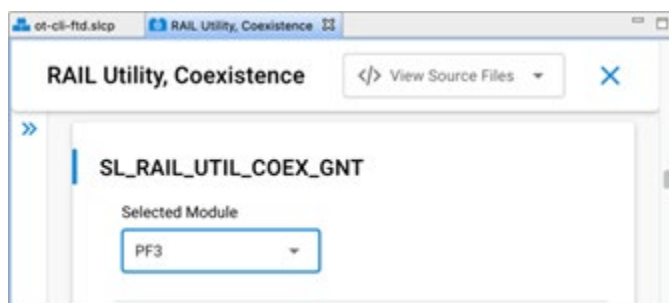 ot-cli-ftd.slcp
RAIL Utility, Coexistence
RAIL Utility, Coexistence
</> View Source Files
SL_RAIL_UTIL_COEX_GNT
Selected Module
PF3